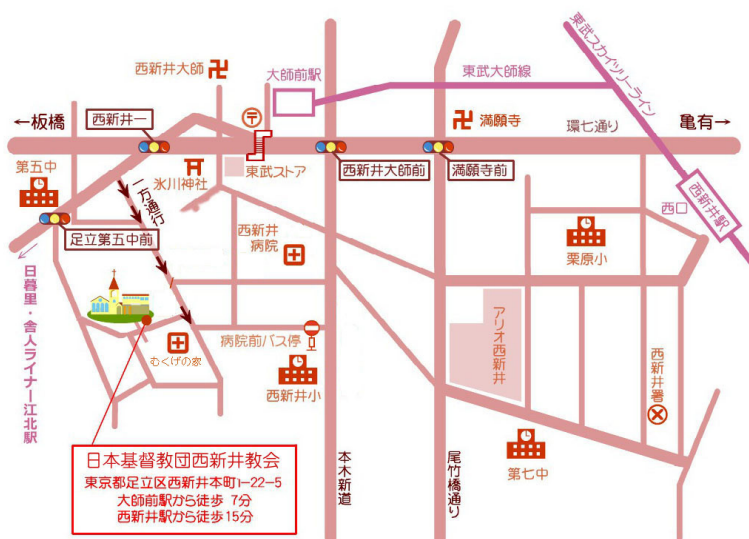 東武スカイツリーライン
大師前駅
東武大師線
西新井大師
満願寺
←板橋
西新井一
環七通り
亀有→
第五中
氷川神社
東武ストア
西新井大師前
満願寺前
一方通行
西新井駅
西口
足立第五中前
西新井
病院
栗原小
日暮里・舎人ライナー江北駅
アリオ西新井
病院前バス停
むくげの家
西新井小
西新井署
第七中
本木新道
尾竹橋通り
日本基督教団西新井教会
東京都足立区西新井本町1-22-5
大師前駅から徒歩 7分
西新井駅から徒歩15分